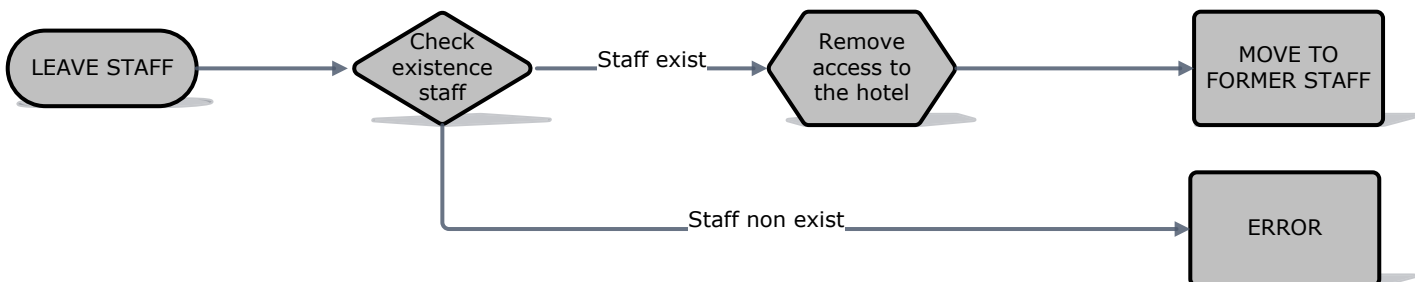 LEAVE STAFF
Check
existence
staff
Staff exist
Remove
access to
the hotel
MOVE TO
FORMER STAFF
Staff non exist
ERROR